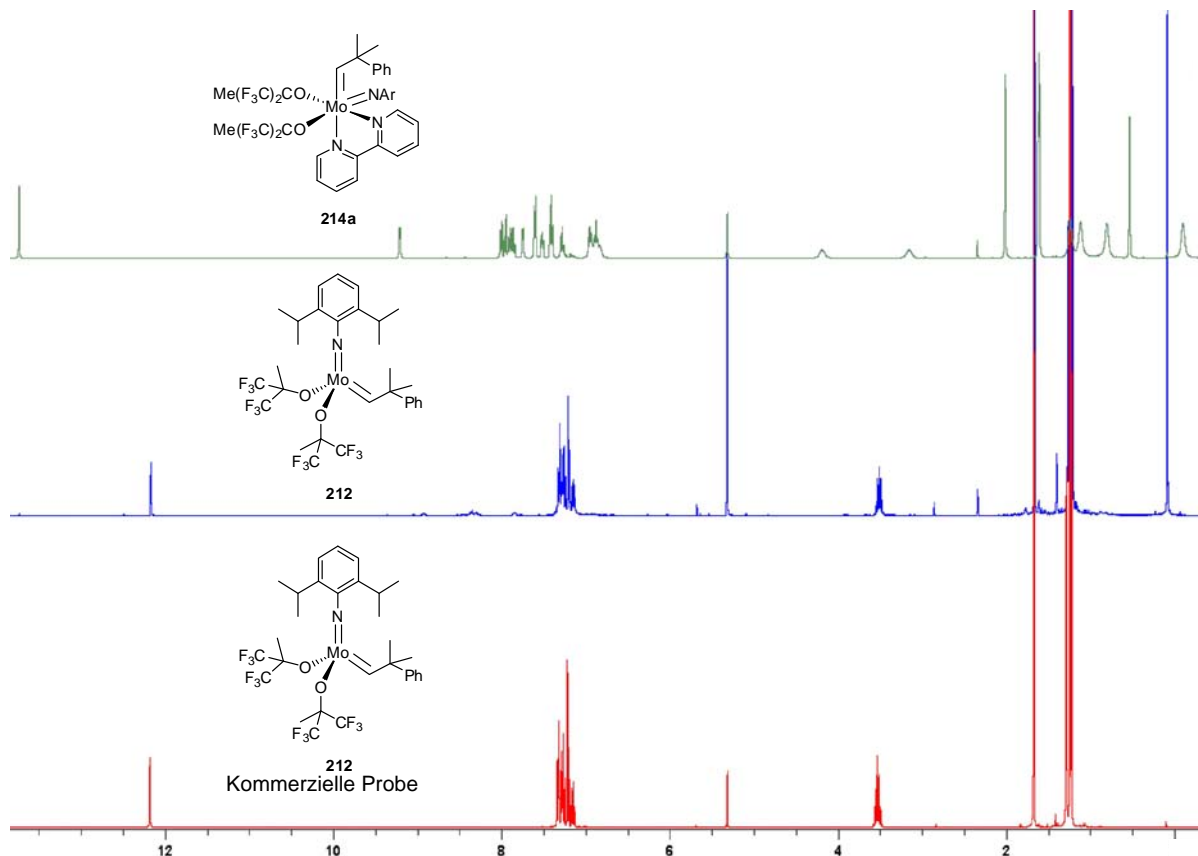 Ph
Me(F₃C)₂CO
Mo
NAr
Me(F₃C)₂CO
N
N
214a
N
F₃C
Mo
F₃C
O
Ph
O
F₃C
CF₃
212
N
F₃C
Mo
F₃C
O
Ph
O
F₃C
CF₃
212
Kommerzielle Probe
12
10
8
6
4
2